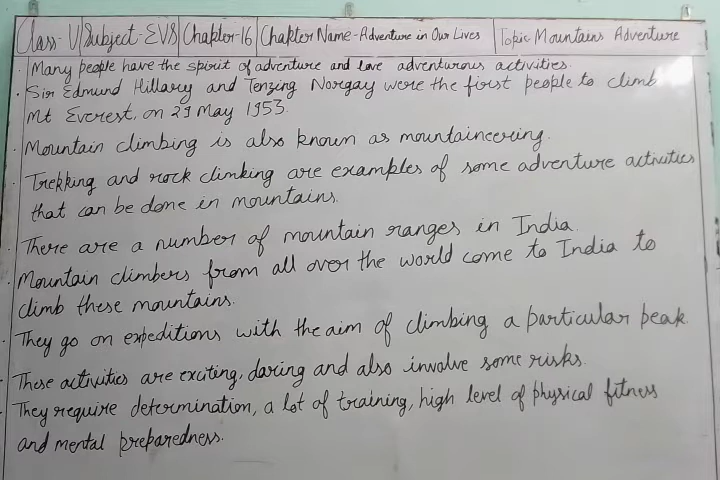 Class-V Subject-EVS Chapter-16 Chapter Name-Adventure in Our Lives Topic Mountains Adventure
· Many people have the spirit of adventure and love adventurous activities.
· Sir Edmund Hillary and Tenzing Norgay were the first people to climb
Mt Everest, on 29 May 1953.
· Mountain climbing is also known as mountaineering.
· Trekking and rock climbing are examples of some adventure activities
that can be done in mountains.
· There are a number of mountain ranges in India.
· Mountain climbers from all over the world come to India to
climb these mountains.
· They go on expeditions with the aim of climbing a particular peak.
· These activities are exciting, daring and also involve some risks.
· They require determination, a lot of training, high level of physical fitness
and mental preparedness.